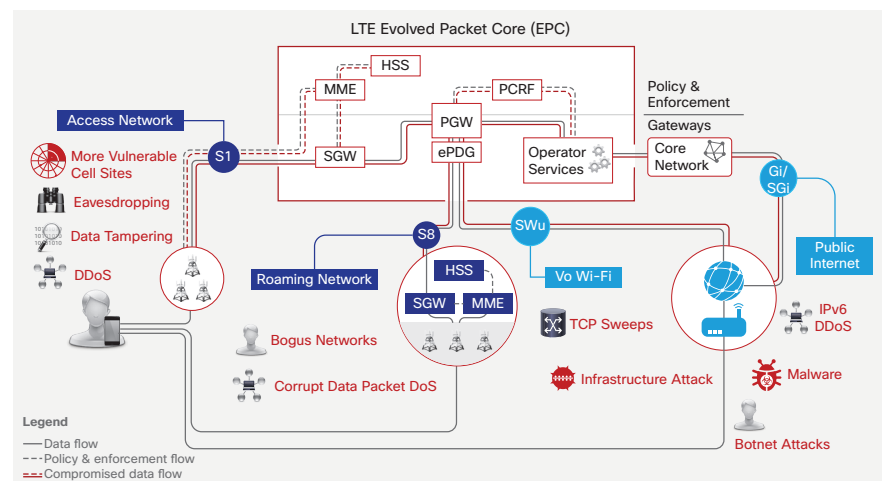 LTE Evolved Packet Core (EPC)
HSS
MME
PCRF
Policy &
Enforcement
Access Network
PGW
Gateways
S1
SGW
ePDG
Operator
Services
Core
Network
More Vulnerable
Cell Sites
Gi/
SGi
Eavesdropping
Data Tampering
S8
SWu
Public
Internet
DDoS
Roaming Network
HSS
Vo Wi-Fi
SGW
MME
IPv6
DDoS
TCP Sweeps
Bogus Networks
Corrupt Data Packet DoS
Infrastructure Attack
Malware
Legend
Data flow
Policy & enforcement flow
Compromised data flow
Botnet Attacks